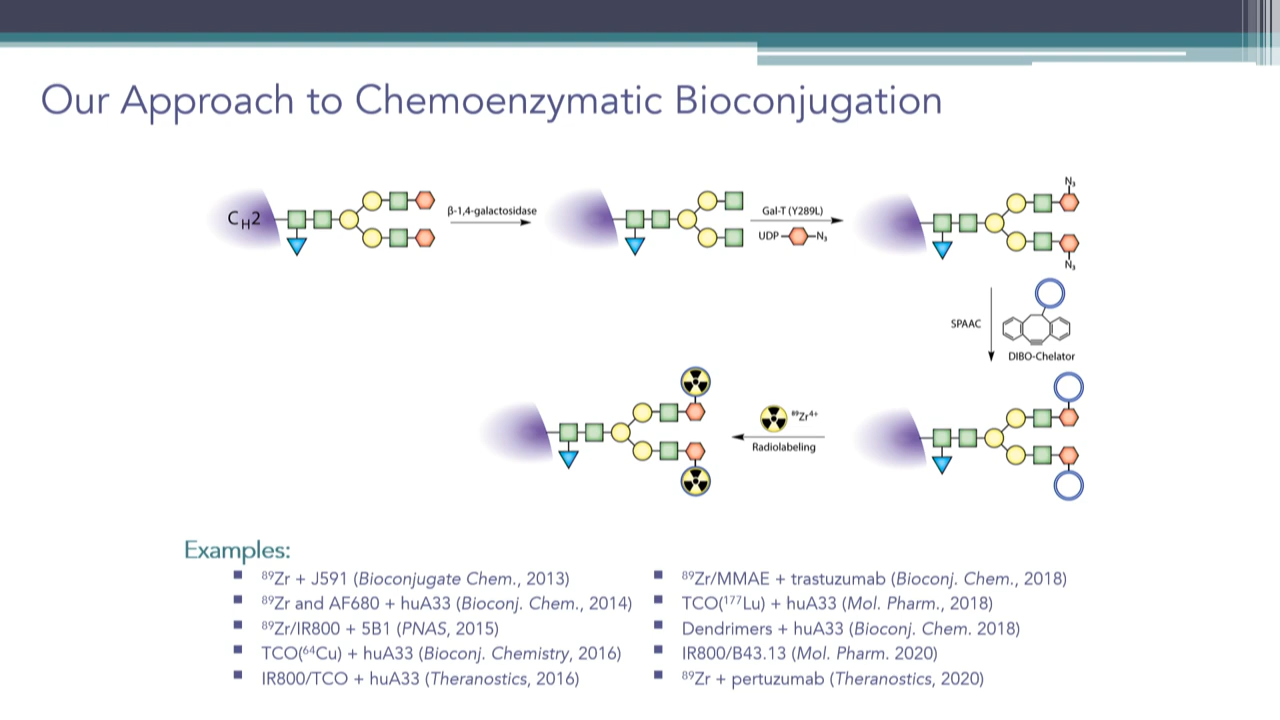 Our Approach to Chemoenzymatic Bioconjugation
CH2
β-1,4-galactosidase
Gal-T (Y289L)
UDP
N₃
N₃
N₃
SPAAC
DIBO-Chelator
⁸⁹Zr⁴⁺
Radiolabeling
Examples:
⁸⁹Zr + J591 (Bioconjugate Chem., 2013)
⁸⁹Zr and AF680 + huA33 (Bioconj. Chem., 2014)
⁸⁹Zr/IR800 + 5B1 (PNAS, 2015)
TCO(⁶⁴Cu) + huA33 (Bioconj. Chemistry, 2016)
IR800/TCO + huA33 (Theranostics, 2016)
⁸⁹Zr/MMAE + trastuzumab (Bioconj. Chem., 2018)
TCO(¹⁷⁷Lu) + huA33 (Mol. Pharm., 2018)
Dendrimers + huA33 (Bioconj. Chem. 2018)
IR800/B43.13 (Mol. Pharm. 2020)
⁸⁹Zr + pertuzumab (Theranostics, 2020)